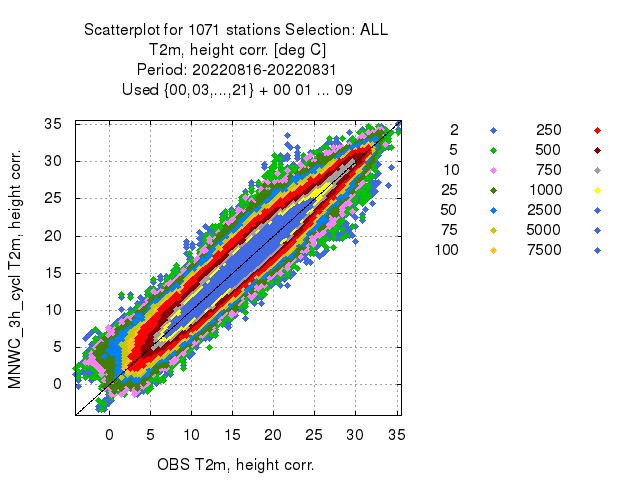 Scatterplot for 1071 stations Selection: ALL
T2m, height corr. [deg C]
Period: 20220816-20220831
Used {00,03,...,21} + 00 01 ... 09
MNWC_3h_cycl T2m, height corr.
35
30
25
20
15
10
5
0
0 5 10 15 20 25 30 35
OBS T2m, height corr.
2 250
5 500
10 750
25 1000
50 2500
75 5000
100 7500